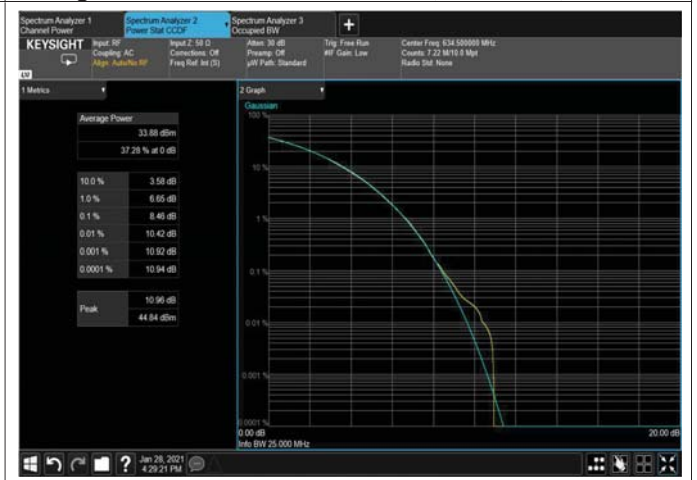 Spectrum Analyzer 1
Channel Power
Spectrum Analyzer 2
Power Stat CCDF
Spectrum Analyzer 3
Occupied BW
+
KEYSIGHT
LXI
Input: RF
Coupling: AC
Align: Auto/No RF
Input Z: 50 Ω
Corrections: Off
Freq Ref: Int (S)
Atten: 30 dB
Preamp: Off
µW Path: Standard
Trig: Free Run
#IF Gain: Low
Center Freq: 634.500000 MHz
Counts: 7.22 M/10.0 Mpt
Radio Std: None
1 Metrics
Average Power
33.88 dBm
37.28 % at 0 dB
10.0 % 3.58 dB
1.0 % 6.65 dB
0.1 % 8.46 dB
0.01 % 10.42 dB
0.001 % 10.92 dB
0.0001 % 10.94 dB
Peak
10.96 dB
44.84 dBm
2 Graph
Gaussian
100 %
10 %
1 %
0.1 %
0.01 %
0.001 %
0.0001 %
0.00 dB
20.00 dB
Info BW 25.000 MHz
?
Jan 28, 2021
4:29:21 PM